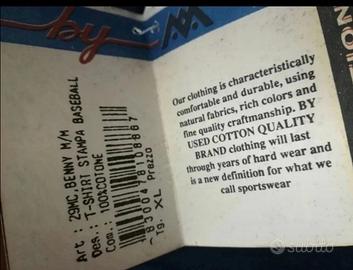 by
Art : 29MC BENNY M/M
Des.: T-SHIRT STAMPA BASEBALL
Com.: 100%COTONE
Tg. XL
Prezzo
Our clothing is characteristically
comfortable and durable, using
natural fabrics, rich colors and
fine quality craftmanship. BY
USED COTTON QUALITY
BRAND clothing will last
through years of hard wear and
is a new definition for what we
call sportswear
subito